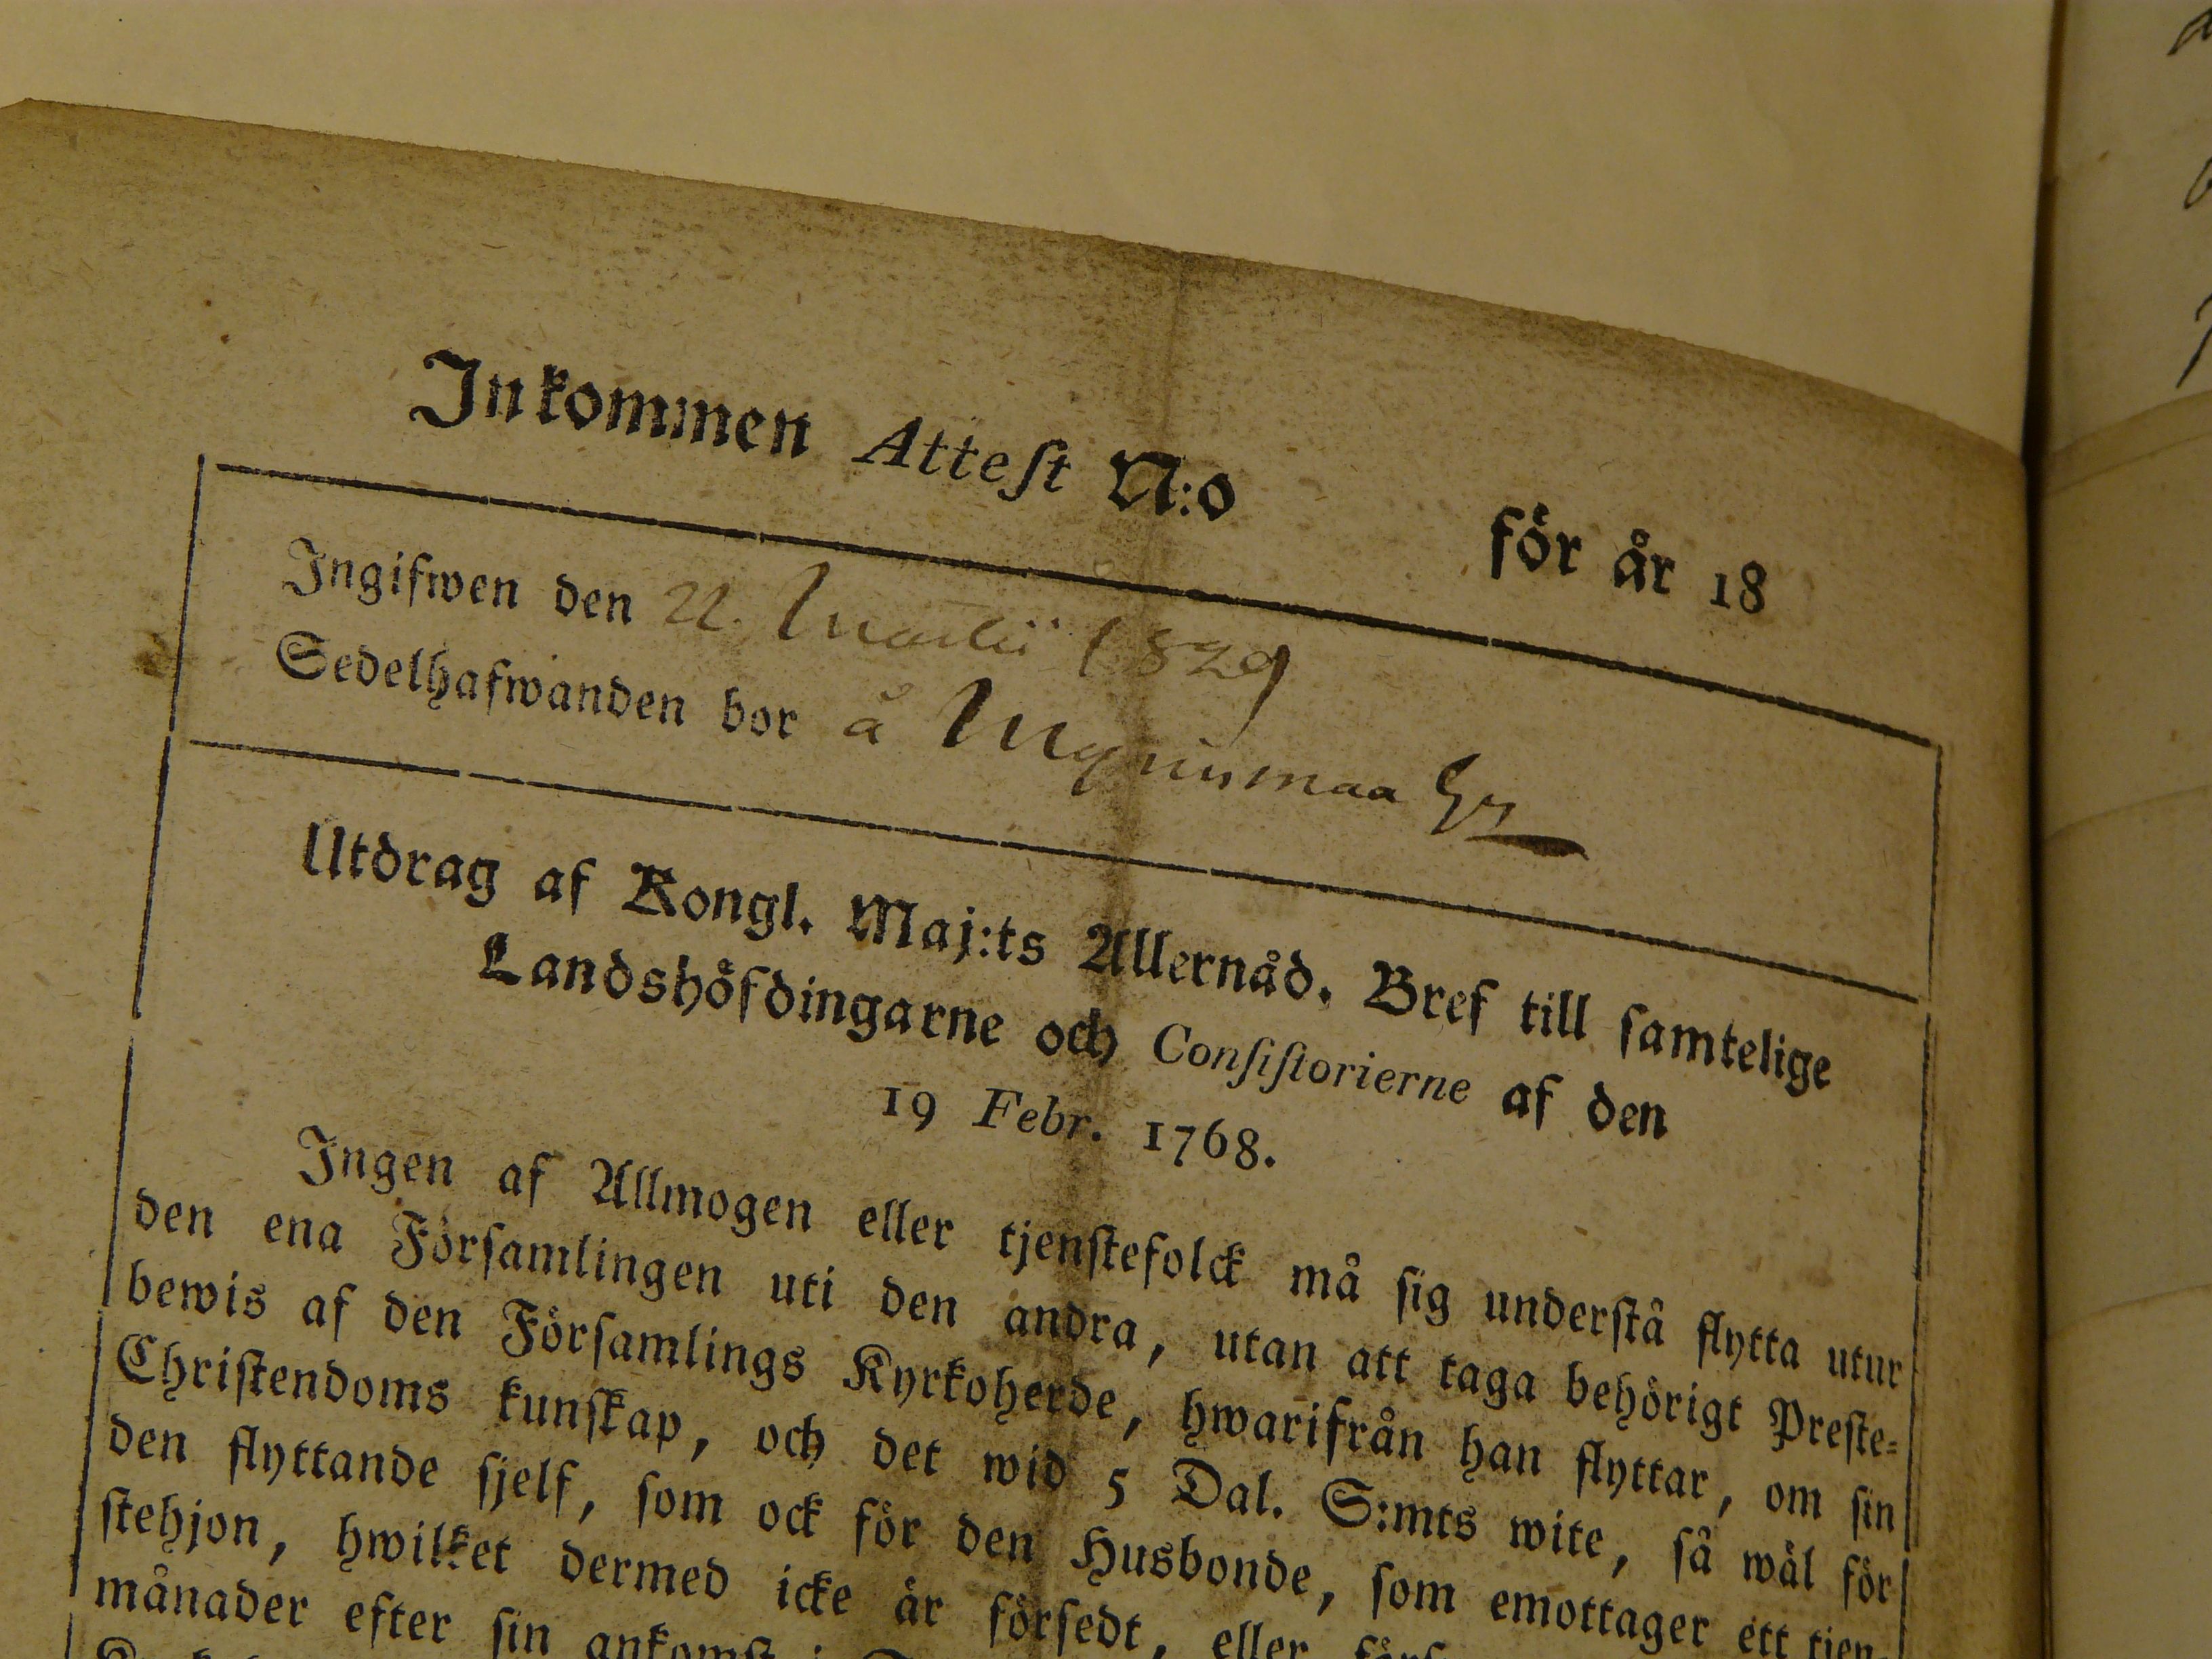 Inkommen Attest N:o för år 18
Ingifwen den 22. Martii 1829
Sedelhafwanden bor å
Utdrag af Kongl. Maj:ts Allernåd. Bref till samtelige
Landshöfdingarne och Consistorierne af den
19 Febr. 1768.
Ingen af Allmogen eller tjenstefolck må sig understå flytta utur
den ena Församlingen uti den andra, utan att taga behörigt Preste-
bewis af den Församlings Kyrkoherde, hwarifrån han flyttar, om sin
Christendoms kunskap, och det wid 5 Dal. S:mts wite, så wäl för
den flyttande sjelf, som ock för den Husbonde, som emottager ett tjen-
stehjon, hwilket dermed icke är försedt, eller
månader efter sin ankomst i